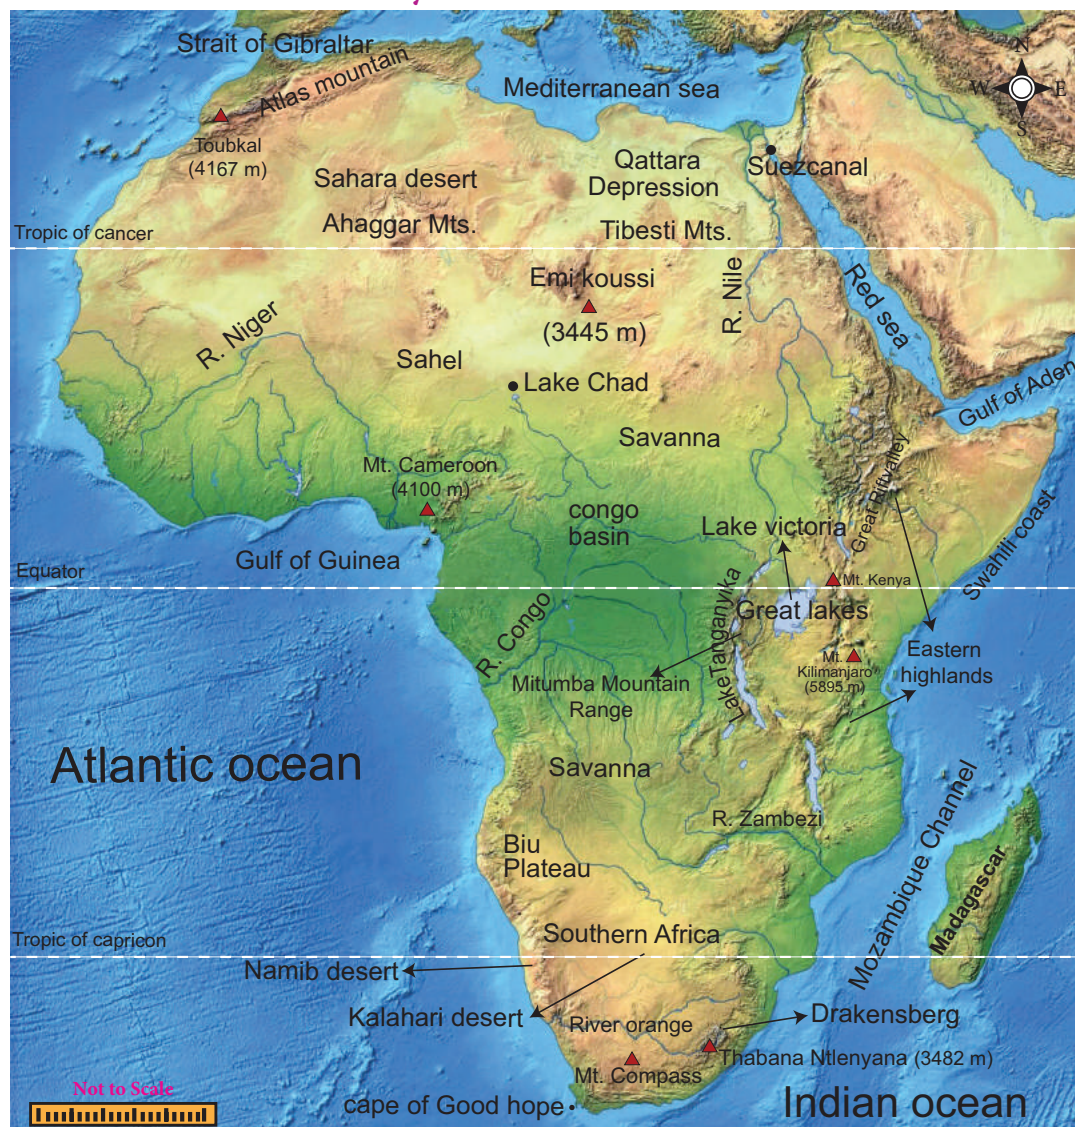 Strait of Gibraltar
Atlas mountain
Mediterranean sea
N
W
E
S
Toubkal
(4167 m)
Sahara desert
Qattara
Depression
Suezcanal
Ahaggar Mts.
Tibesti Mts.
Tropic of cancer
Emi koussi
(3445 m)
R. Nile
Red sea
R. Niger
Sahel
Lake Chad
Gulf of Aden
Savanna
Great Riftvalley
Mt. Cameroon
(4100 m)
congo
basin
Lake victoria
Swahili coast
Gulf of Guinea
Equator
Mt. Kenya
Great lakes
R. Congo
LakeTanganyika
Eastern
highlands
Mt.
Kilimanjaro
(5895 m)
Mitumba Mountain
Range
Atlantic ocean
Savanna
R. Zambezi
Mozambique Channel
Biu
Plateau
Madagascar
Tropic of capricon
Southern Africa
Namib desert
Kalahari desert
River orange
Drakensberg
Thabana Ntlenyana (3482 m)
Mt. Compass
Not to Scale
cape of Good hope
Indian ocean